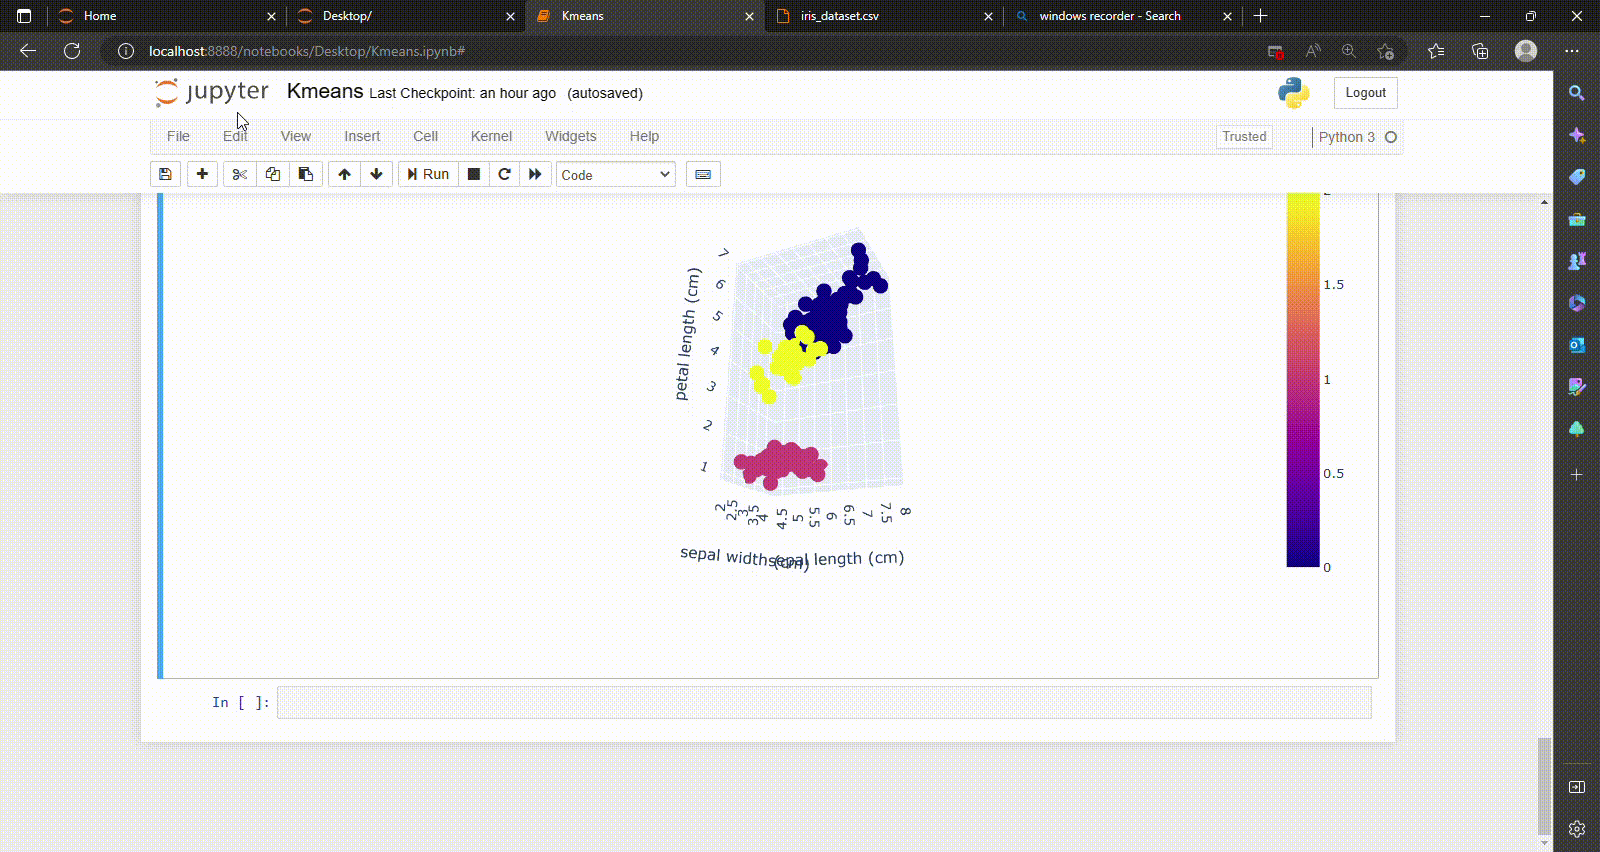 Home
Desktop/
Kmeans
iris_dataset.csv
windows recorder - Search
localhost:8888/notebooks/Desktop/Kmeans.ipynb#
jupyter Kmeans Last Checkpoint: an hour ago (autosaved)
Logout
File Edit View Insert Cell Kernel Widgets Help
Trusted
Python 3
Run
Code
7
6
5
4
3
2
1
petal length (cm)
2
2.5
3
3.5
4
4.5
5
5.5
6
6.5
7
7.5
8
sepal width (cm)
sepal length (cm)
1.5
1
0.5
0
In [ ]: